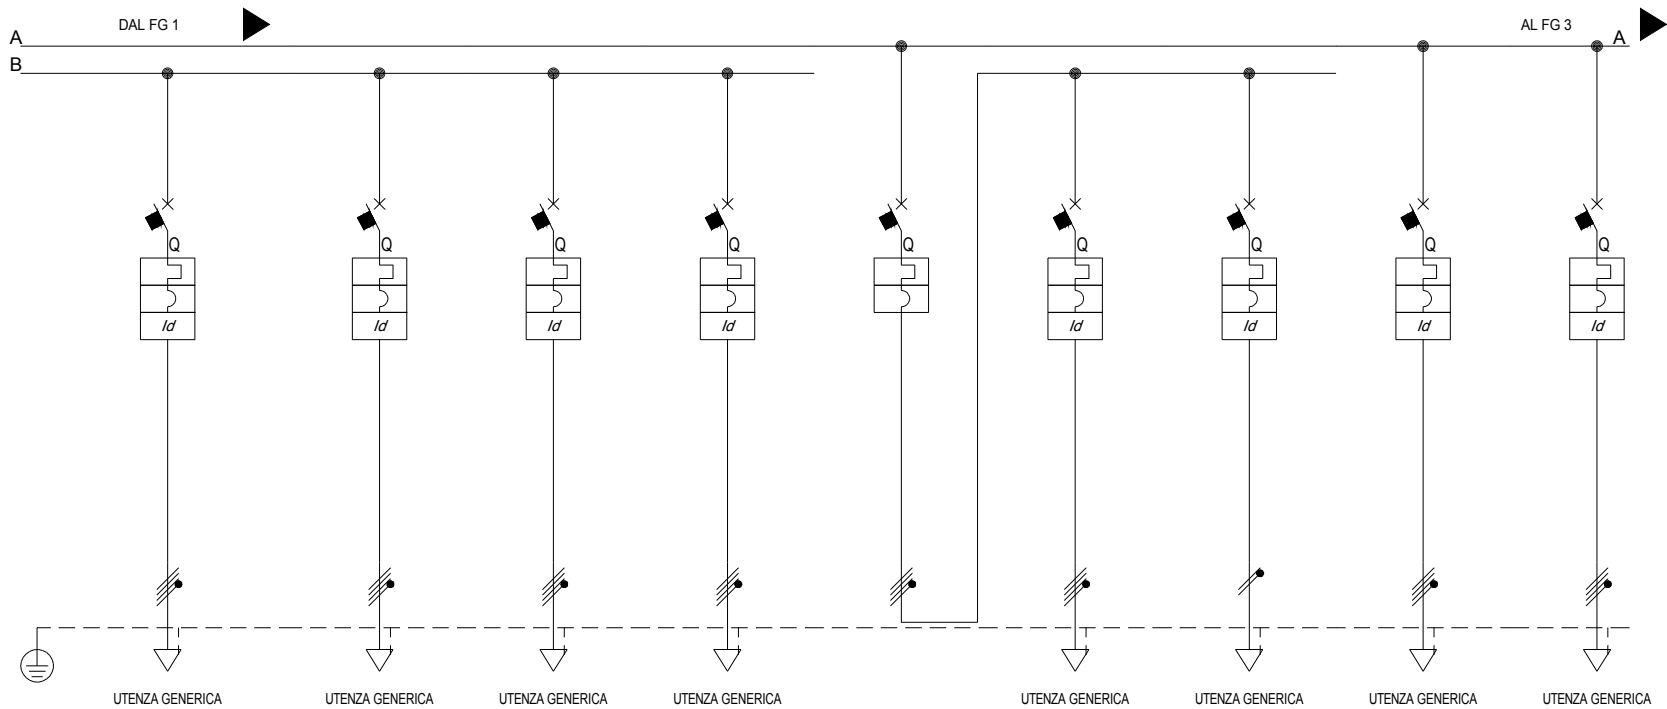 DAL FG 1
AL FG 3
A
A
B
Q Q Q Q Q Q Q Q Q
Id Id Id Id Id Id Id Id
UTENZA GENERICA UTENZA GENERICA UTENZA GENERICA UTENZA GENERICA UTENZA GENERICA UTENZA GENERICA UTENZA GENERICA UTENZA GENERICA